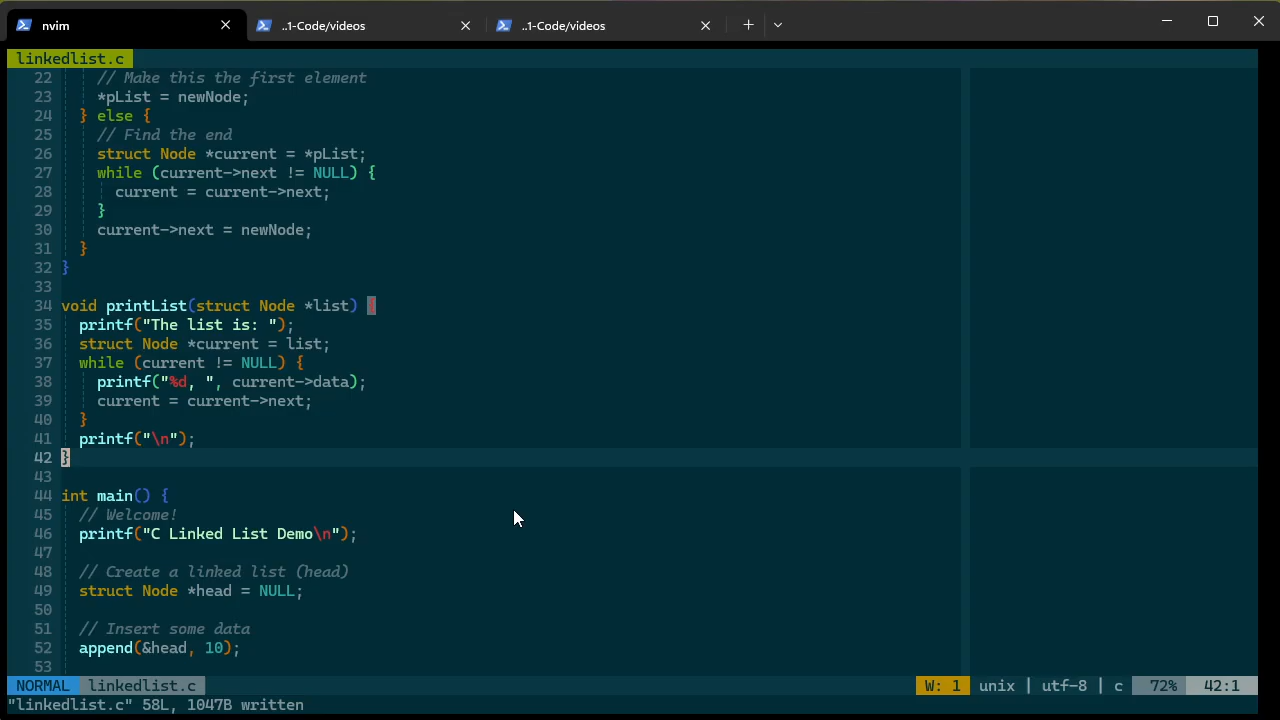 nvim ..1-Code/videos ..1-Code/videos
linkedlist.c
22 // Make this the first element
23 *pList = newNode;
24 } else {
25 // Find the end
26 struct Node *current = *pList;
27 while (current->next != NULL) {
28 current = current->next;
29 }
30 current->next = newNode;
31 }
32 }
33
34 void printList(struct Node *list) {
35 printf("The list is: ");
36 struct Node *current = list;
37 while (current != NULL) {
38 printf("%d, ", current->data);
39 current = current->next;
40 }
41 printf("\n");
42 }
43
44 int main() {
45 // Welcome!
46 printf("C Linked List Demo\n");
47
48 // Create a linked list (head)
49 struct Node *head = NULL;
50
51 // Insert some data
52 append(&head, 10);
53
NORMAL linkedlist.c W: 1 unix | utf-8 | c 72% 42:1
"linkedlist.c" 58L, 1047B written